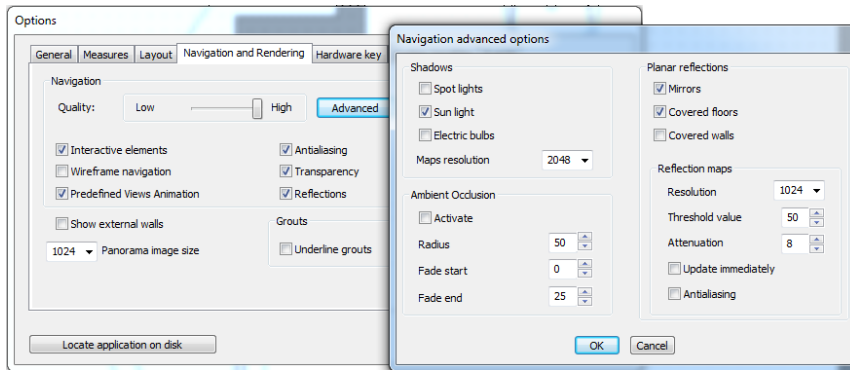 Options
General Measures Layout Navigation and Rendering Hardware key
Navigation
Quality: Low High Advanced
Interactive elements Antialiasing
Wireframe navigation Transparency
Predefined Views Animation Reflections
Show external walls Grouts
1024 Panorama image size Underline grouts
Locate application on disk
Navigation advanced options
Shadows
Spot lights
Sun light
Electric bulbs
Maps resolution 2048
Ambient Occlusion
Activate
Radius 50
Fade start 0
Fade end 25
Planar reflections
Mirrors
Covered floors
Covered walls
Reflection maps
Resolution 1024
Threshold value 50
Attenuation 8
Update immediately
Antialiasing
OK Cancel